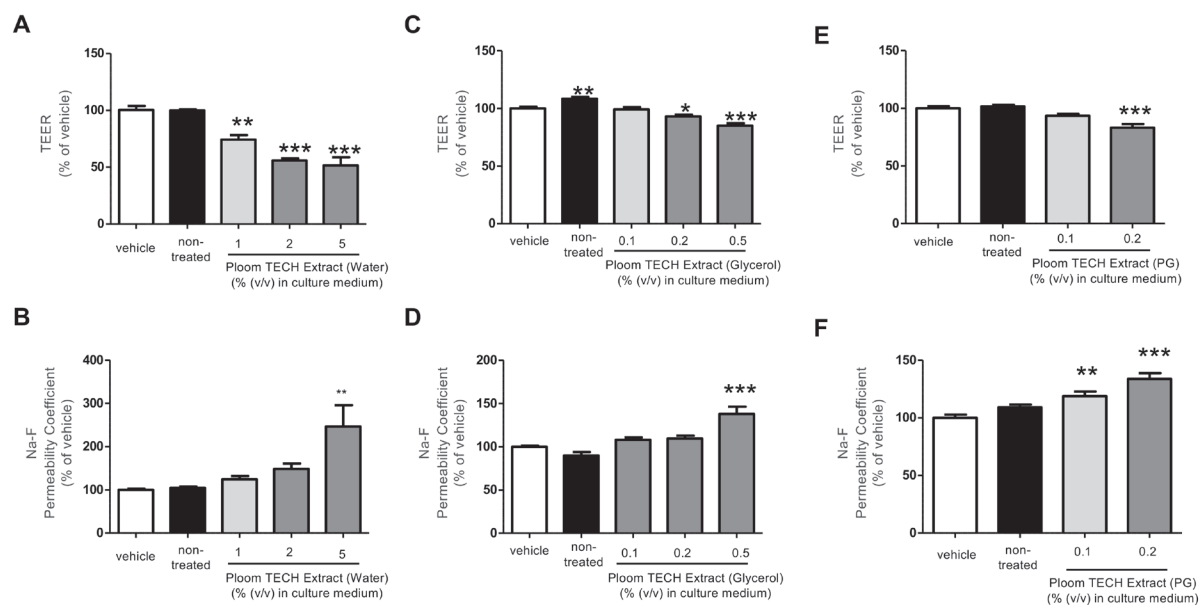 A
TEER
(% of vehicle)
150
100
50
0
**
***
***
vehicle
non-
treated
1
2
5
Ploom TECH Extract (Water)
(% (v/v) in culture medium)
C
TEER
(% of vehicle)
150
100
50
0
**
*
***
vehicle
non-
treated
0.1
0.2
0.5
Ploom TECH Extract (Glycerol)
(% (v/v) in culture medium)
E
TEER
(% of vehicle)
150
100
50
0
***
vehicle
non-
treated
0.1
0.2
Ploom TECH Extract (PG)
(% (v/v) in culture medium)
B
Na-F
Permeability Coefficient
(% of vehicle)
400
300
200
100
0
**
vehicle
non-
treated
1
2
5
Ploom TECH Extract (Water)
(% (v/v) in culture medium)
D
Na-F
Permeability Coefficient
(% of vehicle)
200
150
100
50
0
***
vehicle
non-
treated
0.1
0.2
0.5
Ploom TECH Extract (Glycerol)
(% (v/v) in culture medium)
F
Na-F
Permeability Coefficient
(% of vehicle)
150
100
50
0
**
***
vehicle
non-
treated
0.1
0.2
Ploom TECH Extract (PG)
(% (v/v) in culture medium)